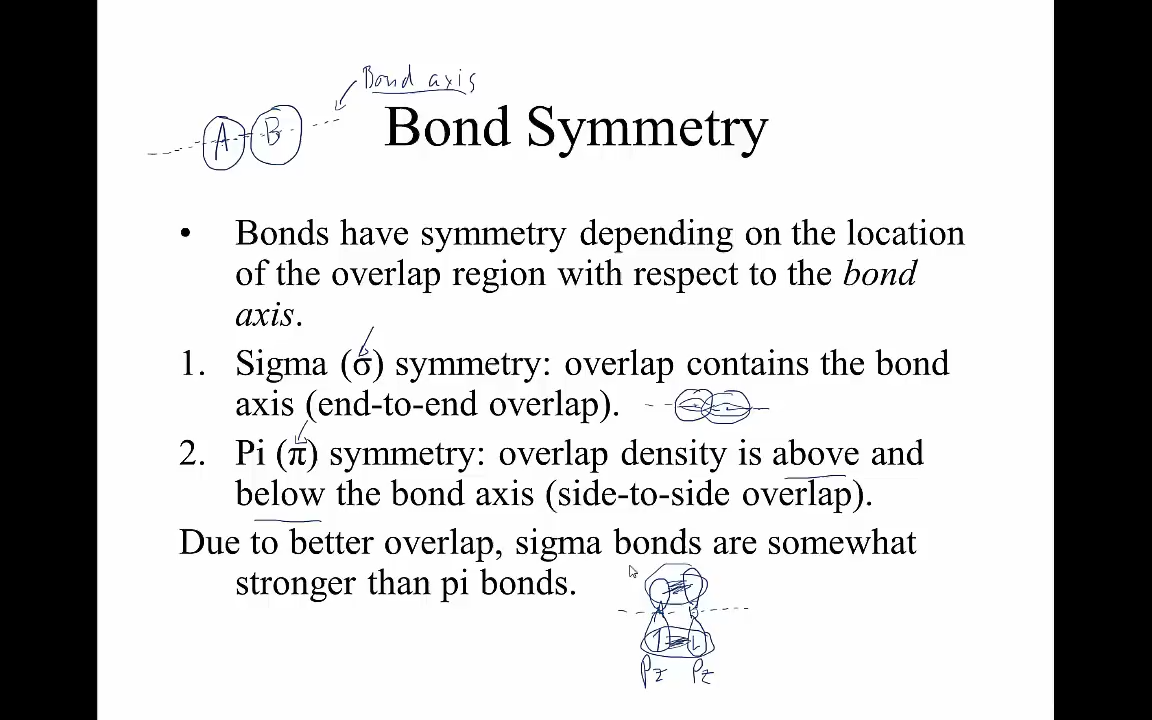 Bond axis
A B
Bond Symmetry
• Bonds have symmetry depending on the location
of the overlap region with respect to the bond
axis.
1. Sigma (σ) symmetry: overlap contains the bond
axis (end-to-end overlap).
2. Pi (π) symmetry: overlap density is above and
below the bond axis (side-to-side overlap).
Due to better overlap, sigma bonds are somewhat
stronger than pi bonds.
Pz Pz